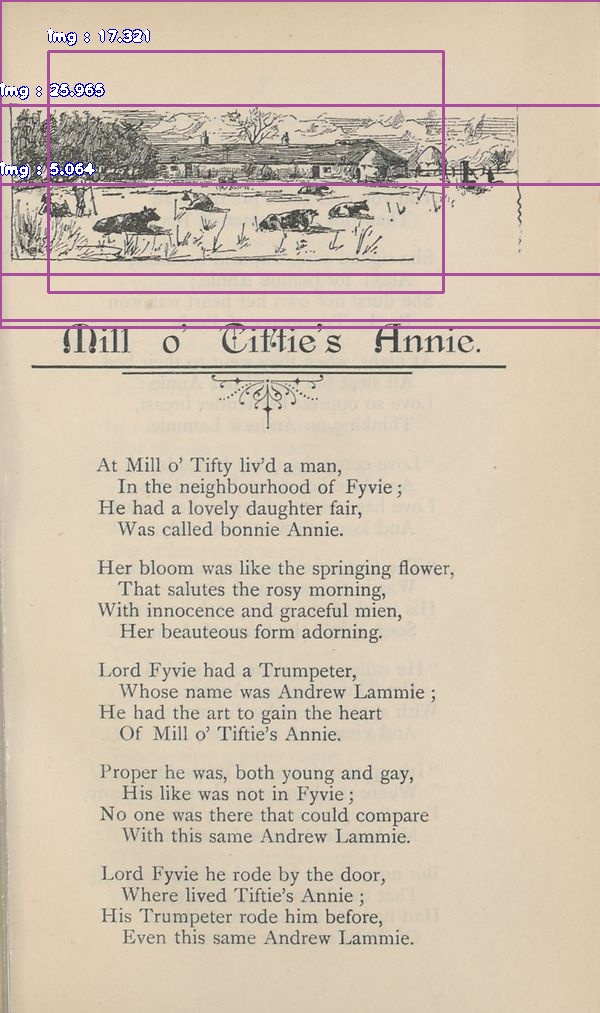 Img : 17.321
Img : 25.965
Img : 5.064
Mill o' Tiftie's Annie.
At Mill o' Tifty liv'd a man,
In the neighbourhood of Fyvie ;
He had a lovely daughter fair,
Was called bonnie Annie.
Her bloom was like the springing flower,
That salutes the rosy morning,
With innocence and graceful mien,
Her beauteous form adorning.
Lord Fyvie had a Trumpeter,
Whose name was Andrew Lammie ;
He had the art to gain the heart
Of Mill o' Tiftie's Annie.
Proper he was, both young and gay,
His like was not in Fyvie ;
No one was there that could compare
With this same Andrew Lammie.
Lord Fyvie he rode by the door,
Where lived Tiftie's Annie ;
His Trumpeter rode him before,
Even this same Andrew Lammie.